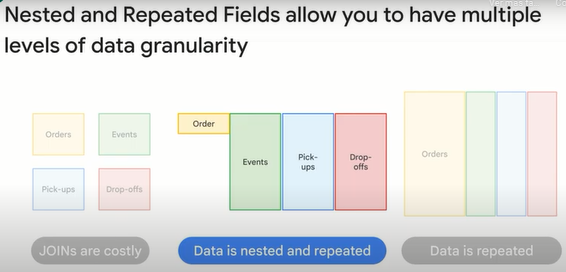 Nested and Repeated Fields allow you to have multiple
levels of data granularity
Orders
Events
Pick-ups
Drop-offs
JOINs are costly
Order
Events
Pick-
ups
Drop-
offs
Data is nested and repeated
Orders
Data is repeated